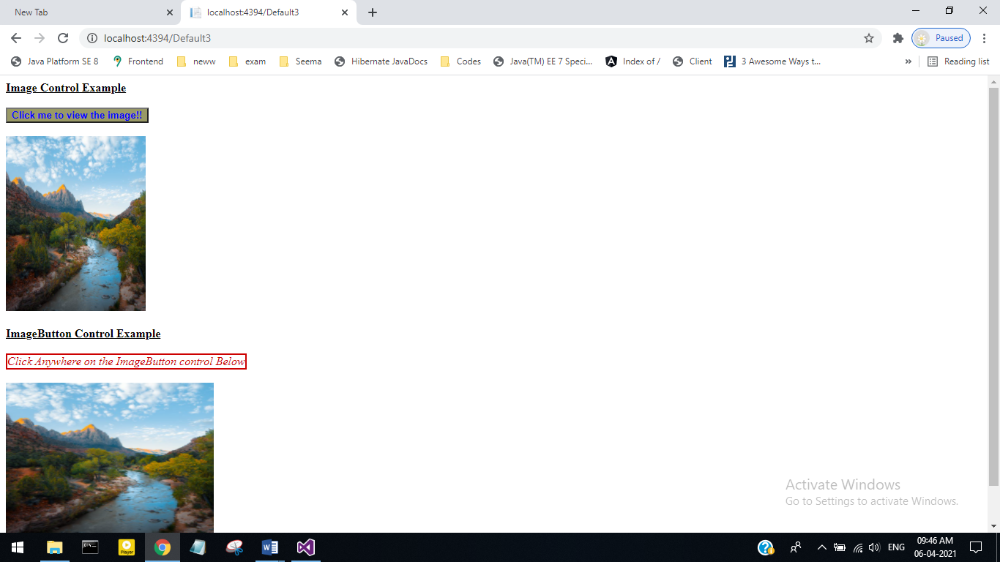 New Tab
localhost:4394/Default3
localhost:4394/Default3
Paused
Java Platform SE 8
Frontend
neww
exam
Seema
Hibernate JavaDocs
Codes
Java(TM) EE 7 Speci...
Index of /
Client
3 Awesome Ways t...
»
Reading list
Image Control Example
Click me to view the image!!
ImageButton Control Example
Click Anywhere on the ImageButton control Below
Activate Windows
Go to Settings to activate Windows.
Player
ENG
09:46 AM
06-04-2021